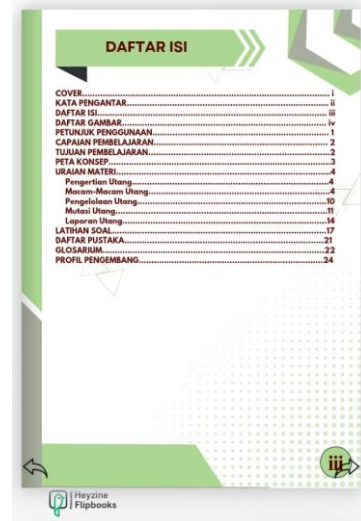 DAFTAR ISI
COVER.................................................................................................... i
KATA PENGANTAR.................................................................................... ii
DAFTAR ISI............................................................................................... iii
DAFTAR GAMBAR..................................................................................... iv
PETUNJUK PENGGUNAAN........................................................................ 1
CAPAIAN PEMBELAJARAN........................................................................ 2
TUJUAN PEMBELAJARAN.........................................................................2
PETA KONSEP...........................................................................................3
URAIAN MATERI.......................................................................................4
Pengertian Utang...................................................................................4
Macam-Macam Utang...........................................................................4
Pengelolaan Utang................................................................................10
Mutasi Utang.........................................................................................11
Laporan Utang......................................................................................14
LATIHAN SOAL.........................................................................................17
DAFTAR PUSTAKA....................................................................................21
GLOSARIUM.............................................................................................22
PROFIL PENGEMBANG.............................................................................24
iii
Heyzine
Flipbooks